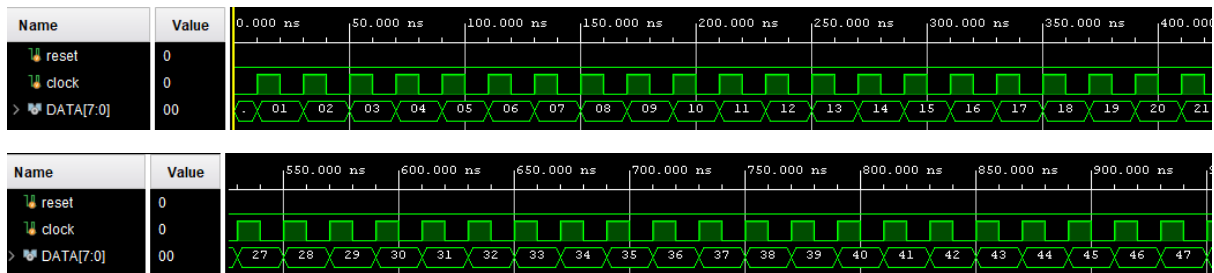 Name Value 0.000 ns 50.000 ns 100.000 ns 150.000 ns 200.000 ns 250.000 ns 300.000 ns 350.000 ns 400.000
reset 0
clock 0
DATA[7:0] 00 01 02 03 04 05 06 07 08 09 10 11 12 13 14 15 16 17 18 19 20 21
Name Value 550.000 ns 600.000 ns 650.000 ns 700.000 ns 750.000 ns 800.000 ns 850.000 ns 900.000 ns
reset 0
clock 0
DATA[7:0] 00 27 28 29 30 31 32 33 34 35 36 37 38 39 40 41 42 43 44 45 46 47